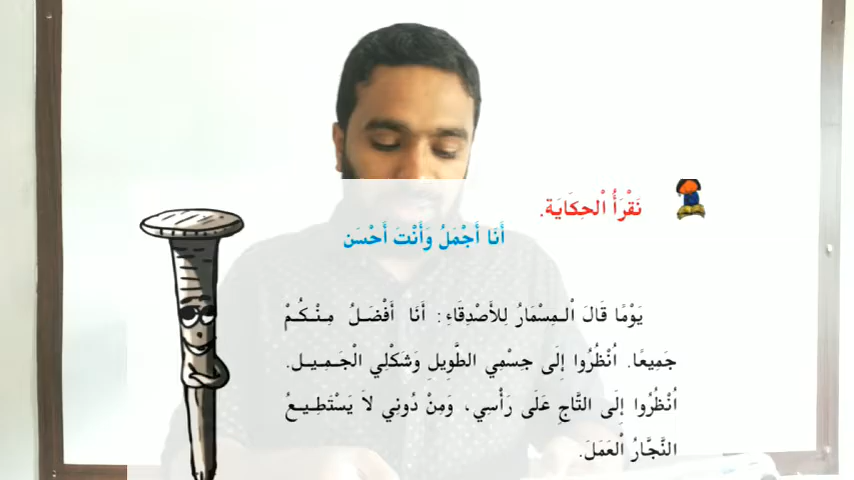 نَقْرَأُ الْحِكَايَة.
أَنَا أَجْمَلُ وَأَنْتَ أَحْسَن
يَوْمًا قَالَ الْمِسْمَارُ لِلأَصْدِقَاءِ: أَنَا أَفْضَلُ مِنْكُمْ
جَمِيعًا. اُنْظُرُوا إِلَى جِسْمِي الطَّوِيلِ وَشَكْلِي الْجَمِيل.
اُنْظُرُوا إِلَى التَّاجِ عَلَى رَأْسِي، وَمِنْ دُونِي لاَ يَسْتَطِيعُ
النَّجَّارُ الْعَمَلَ.